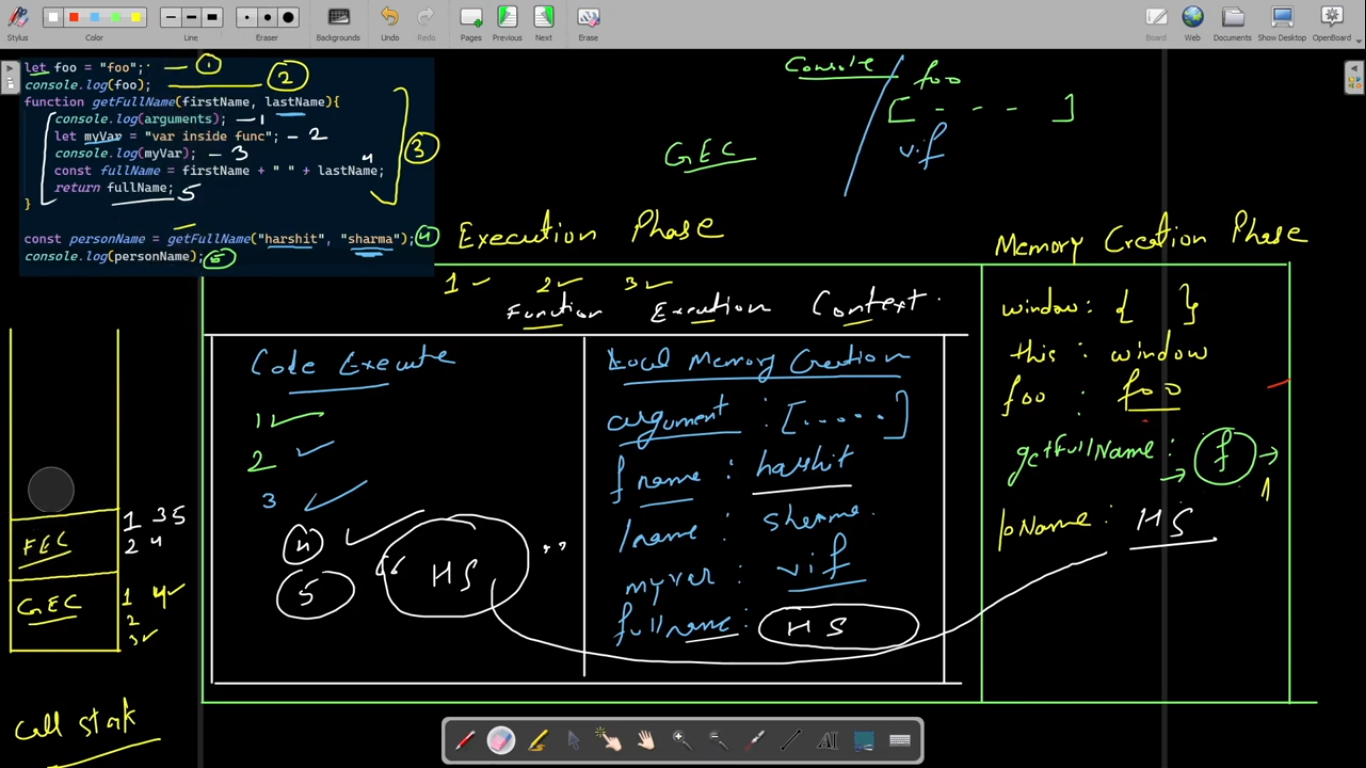 Stylus Color Line Eraser Backgrounds Undo Redo Pages Previous Next Erase Board Web Documents Show Desktop OpenBoard
let foo = "foo"; 1
console.log(foo); 2
function getFullName(firstName, lastName){
console.log(arguments); 1
let myVar = "var inside func"; 2
console.log(myVar); 3
const fullName = firstName + " " + lastName; 4
return fullName; 5
} 3
const personName = getFullName("harshit", "sharma"); 4
console.log(personName); 5
Console
foo
[ - - - ]
vif
GEC
Execution Phase
Memory Creation Phase
1 2 3
Function Execution Context.
Code Execute
1
2
3
4
5
"HS"
Local Memory Creation
argument : [......]
fname : harshit
lname : sharma.
myvar : vif
fullname : HS
window : { }
this : window
foo : foo
getFullName : f 1
pName : HS
FEC 1 3 5
2 4
GEC 1 4
2
3
Call stack